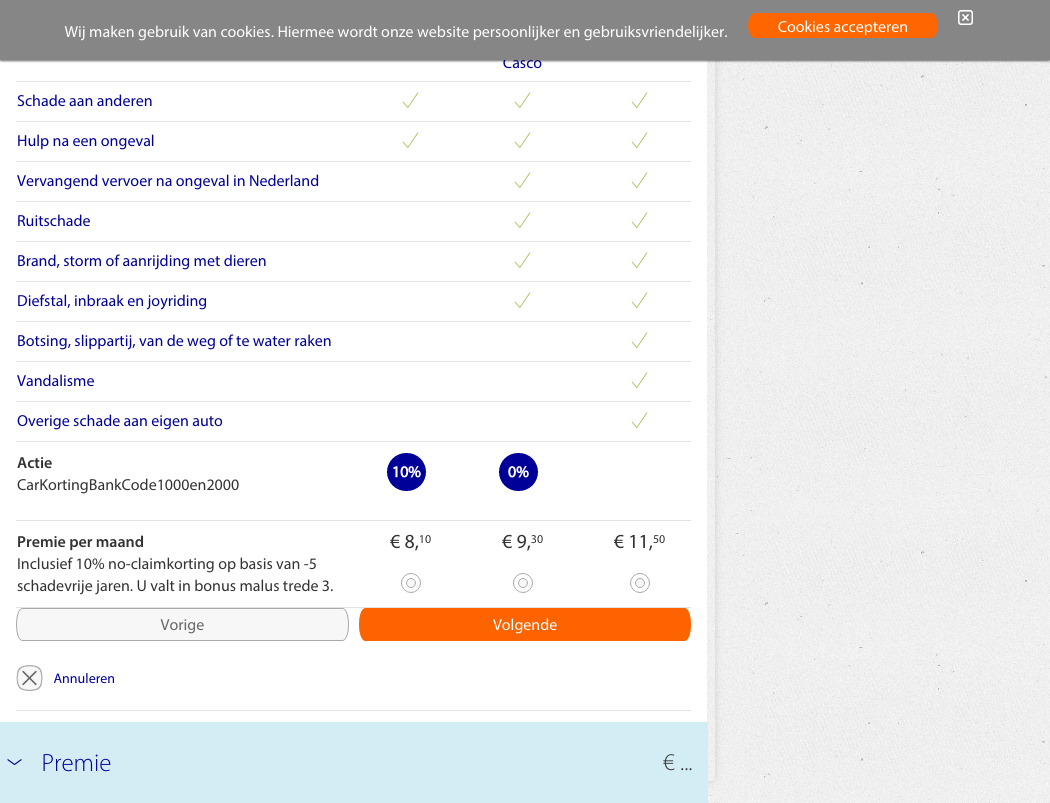 Wij maken gebruik van cookies. Hiermee wordt onze website persoonlijker en gebruiksvriendelijker. Cookies accepteren
Casco
Schade aan anderen
Hulp na een ongeval
Vervangend vervoer na ongeval in Nederland
Ruitschade
Brand, storm of aanrijding met dieren
Diefstal, inbraak en joyriding
Botsing, slippartij, van de weg of te water raken
Vandalisme
Overige schade aan eigen auto
Actie 10% 0%
CarKortingBankCode1000en2000
Premie per maand € 8,10 € 9,30 € 11,50
Inclusief 10% no-claimkorting op basis van -5
schadevrije jaren. U valt in bonus malus trede 3.
Vorige Volgende
Annuleren
Premie € ...